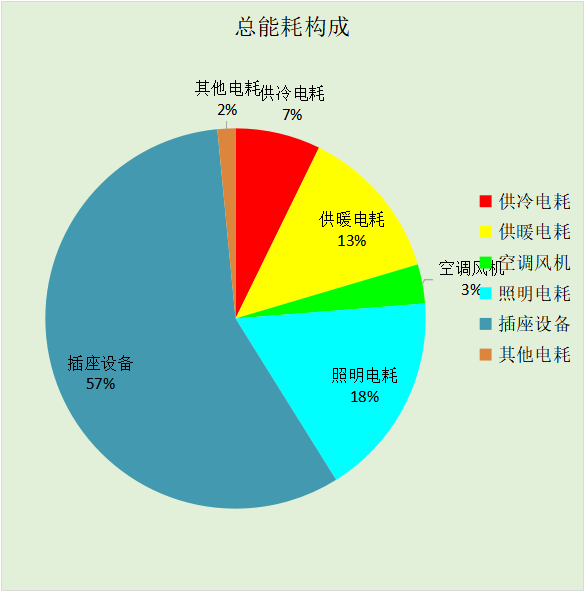 总能耗构成
其他电耗
2%
供冷电耗
7%
供暖电耗
13%
空调风机
3%
照明电耗
18%
插座设备
57%
供冷电耗
供暖电耗
空调风机
照明电耗
插座设备
其他电耗